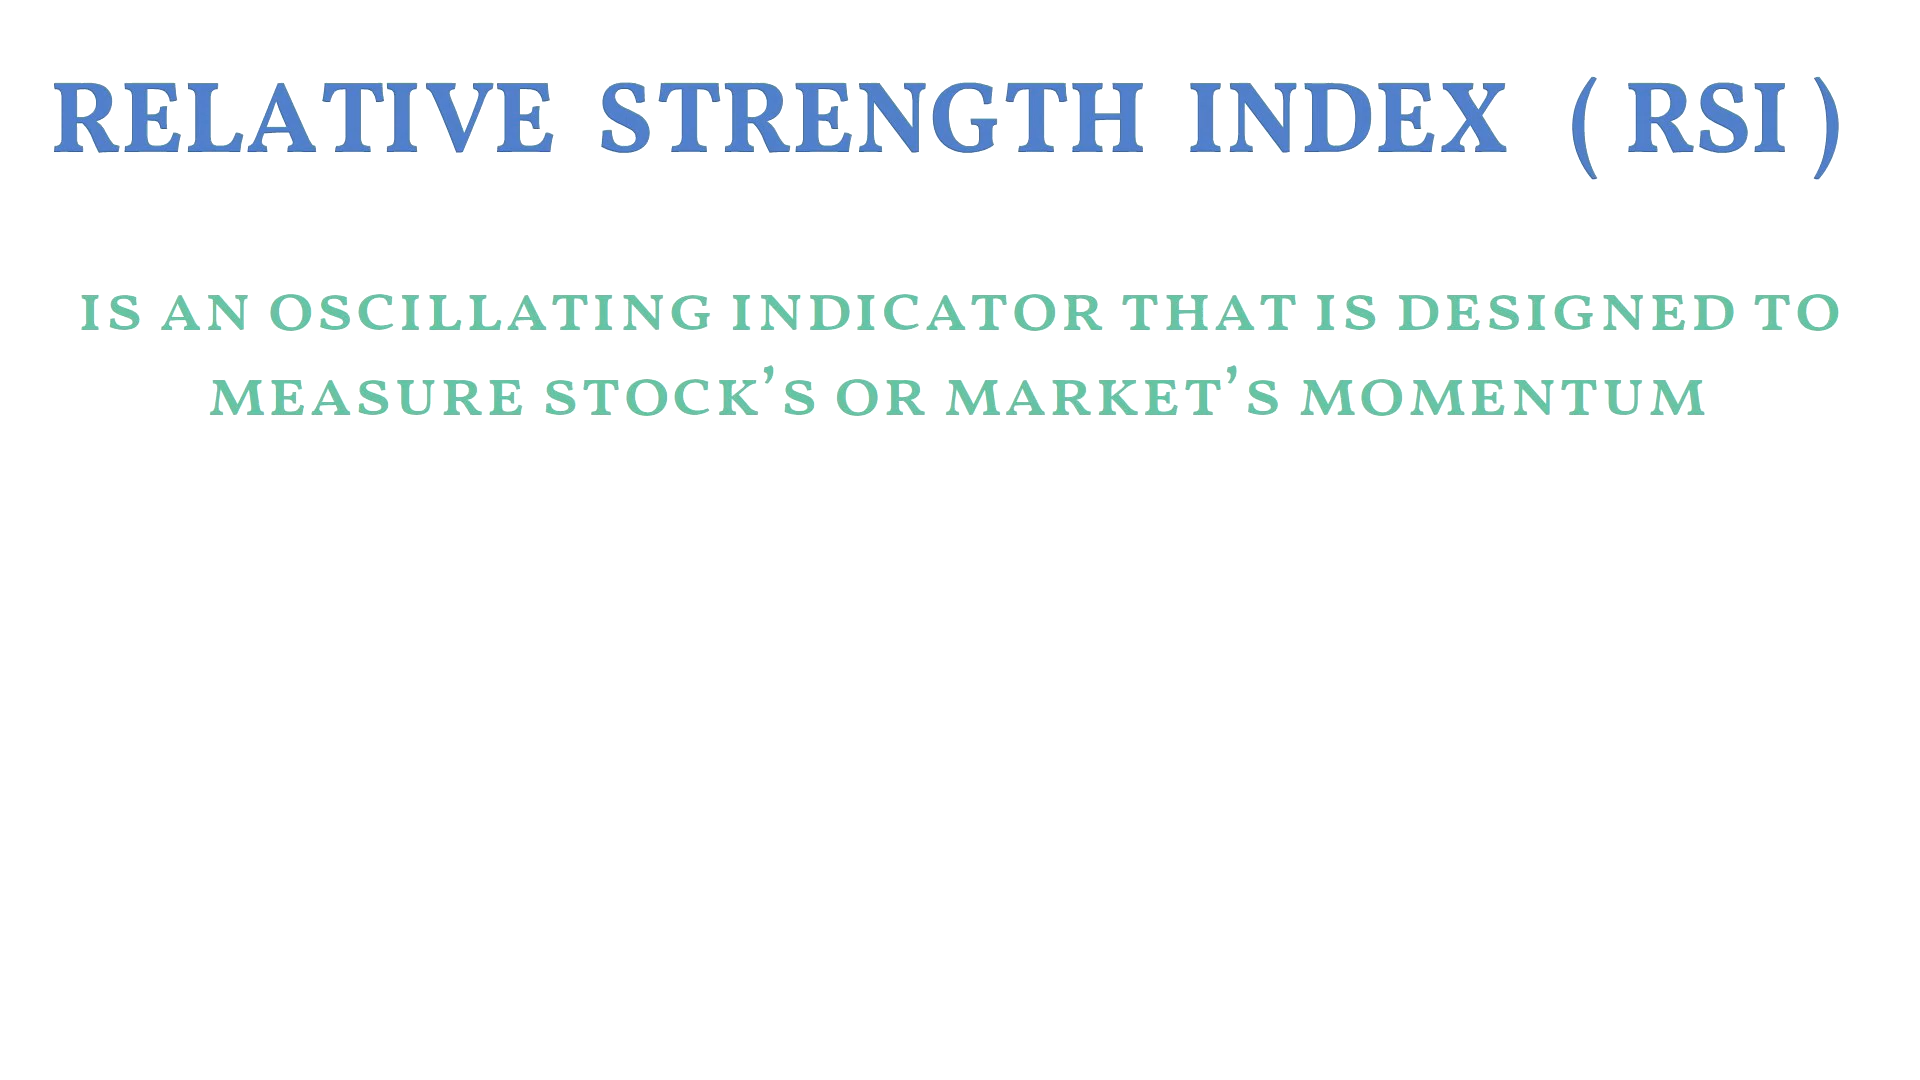 RELATIVE STRENGTH INDEX (RSI)
IS AN OSCILLATING INDICATOR THAT IS DESIGNED TO
MEASURE STOCK’S OR MARKET’S MOMENTUM